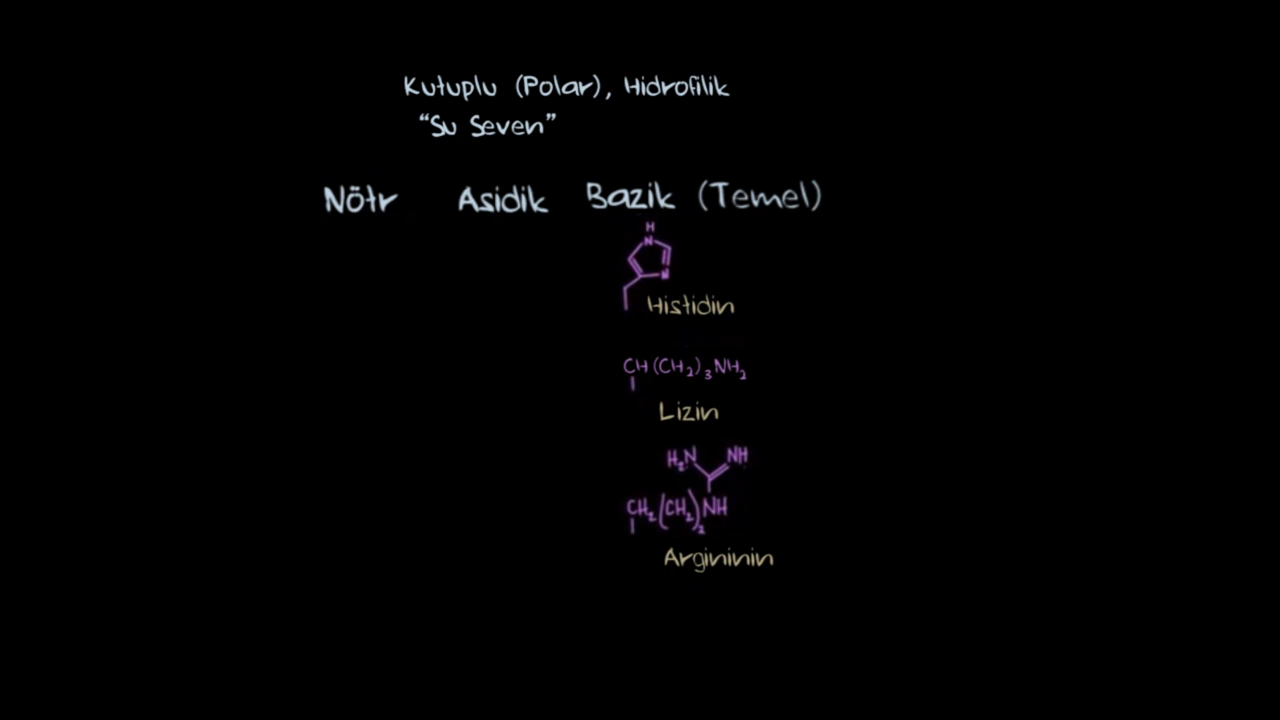 Kutuplu (Polar), Hidrofilik
"Su Seven"
Nötr Asidik Bazik (Temel)
H
N
N
Histidin
CH(CH₂)₃NH₂
Lizin
H₂N NH
CH₂(CH₂)₂NH
Argininin